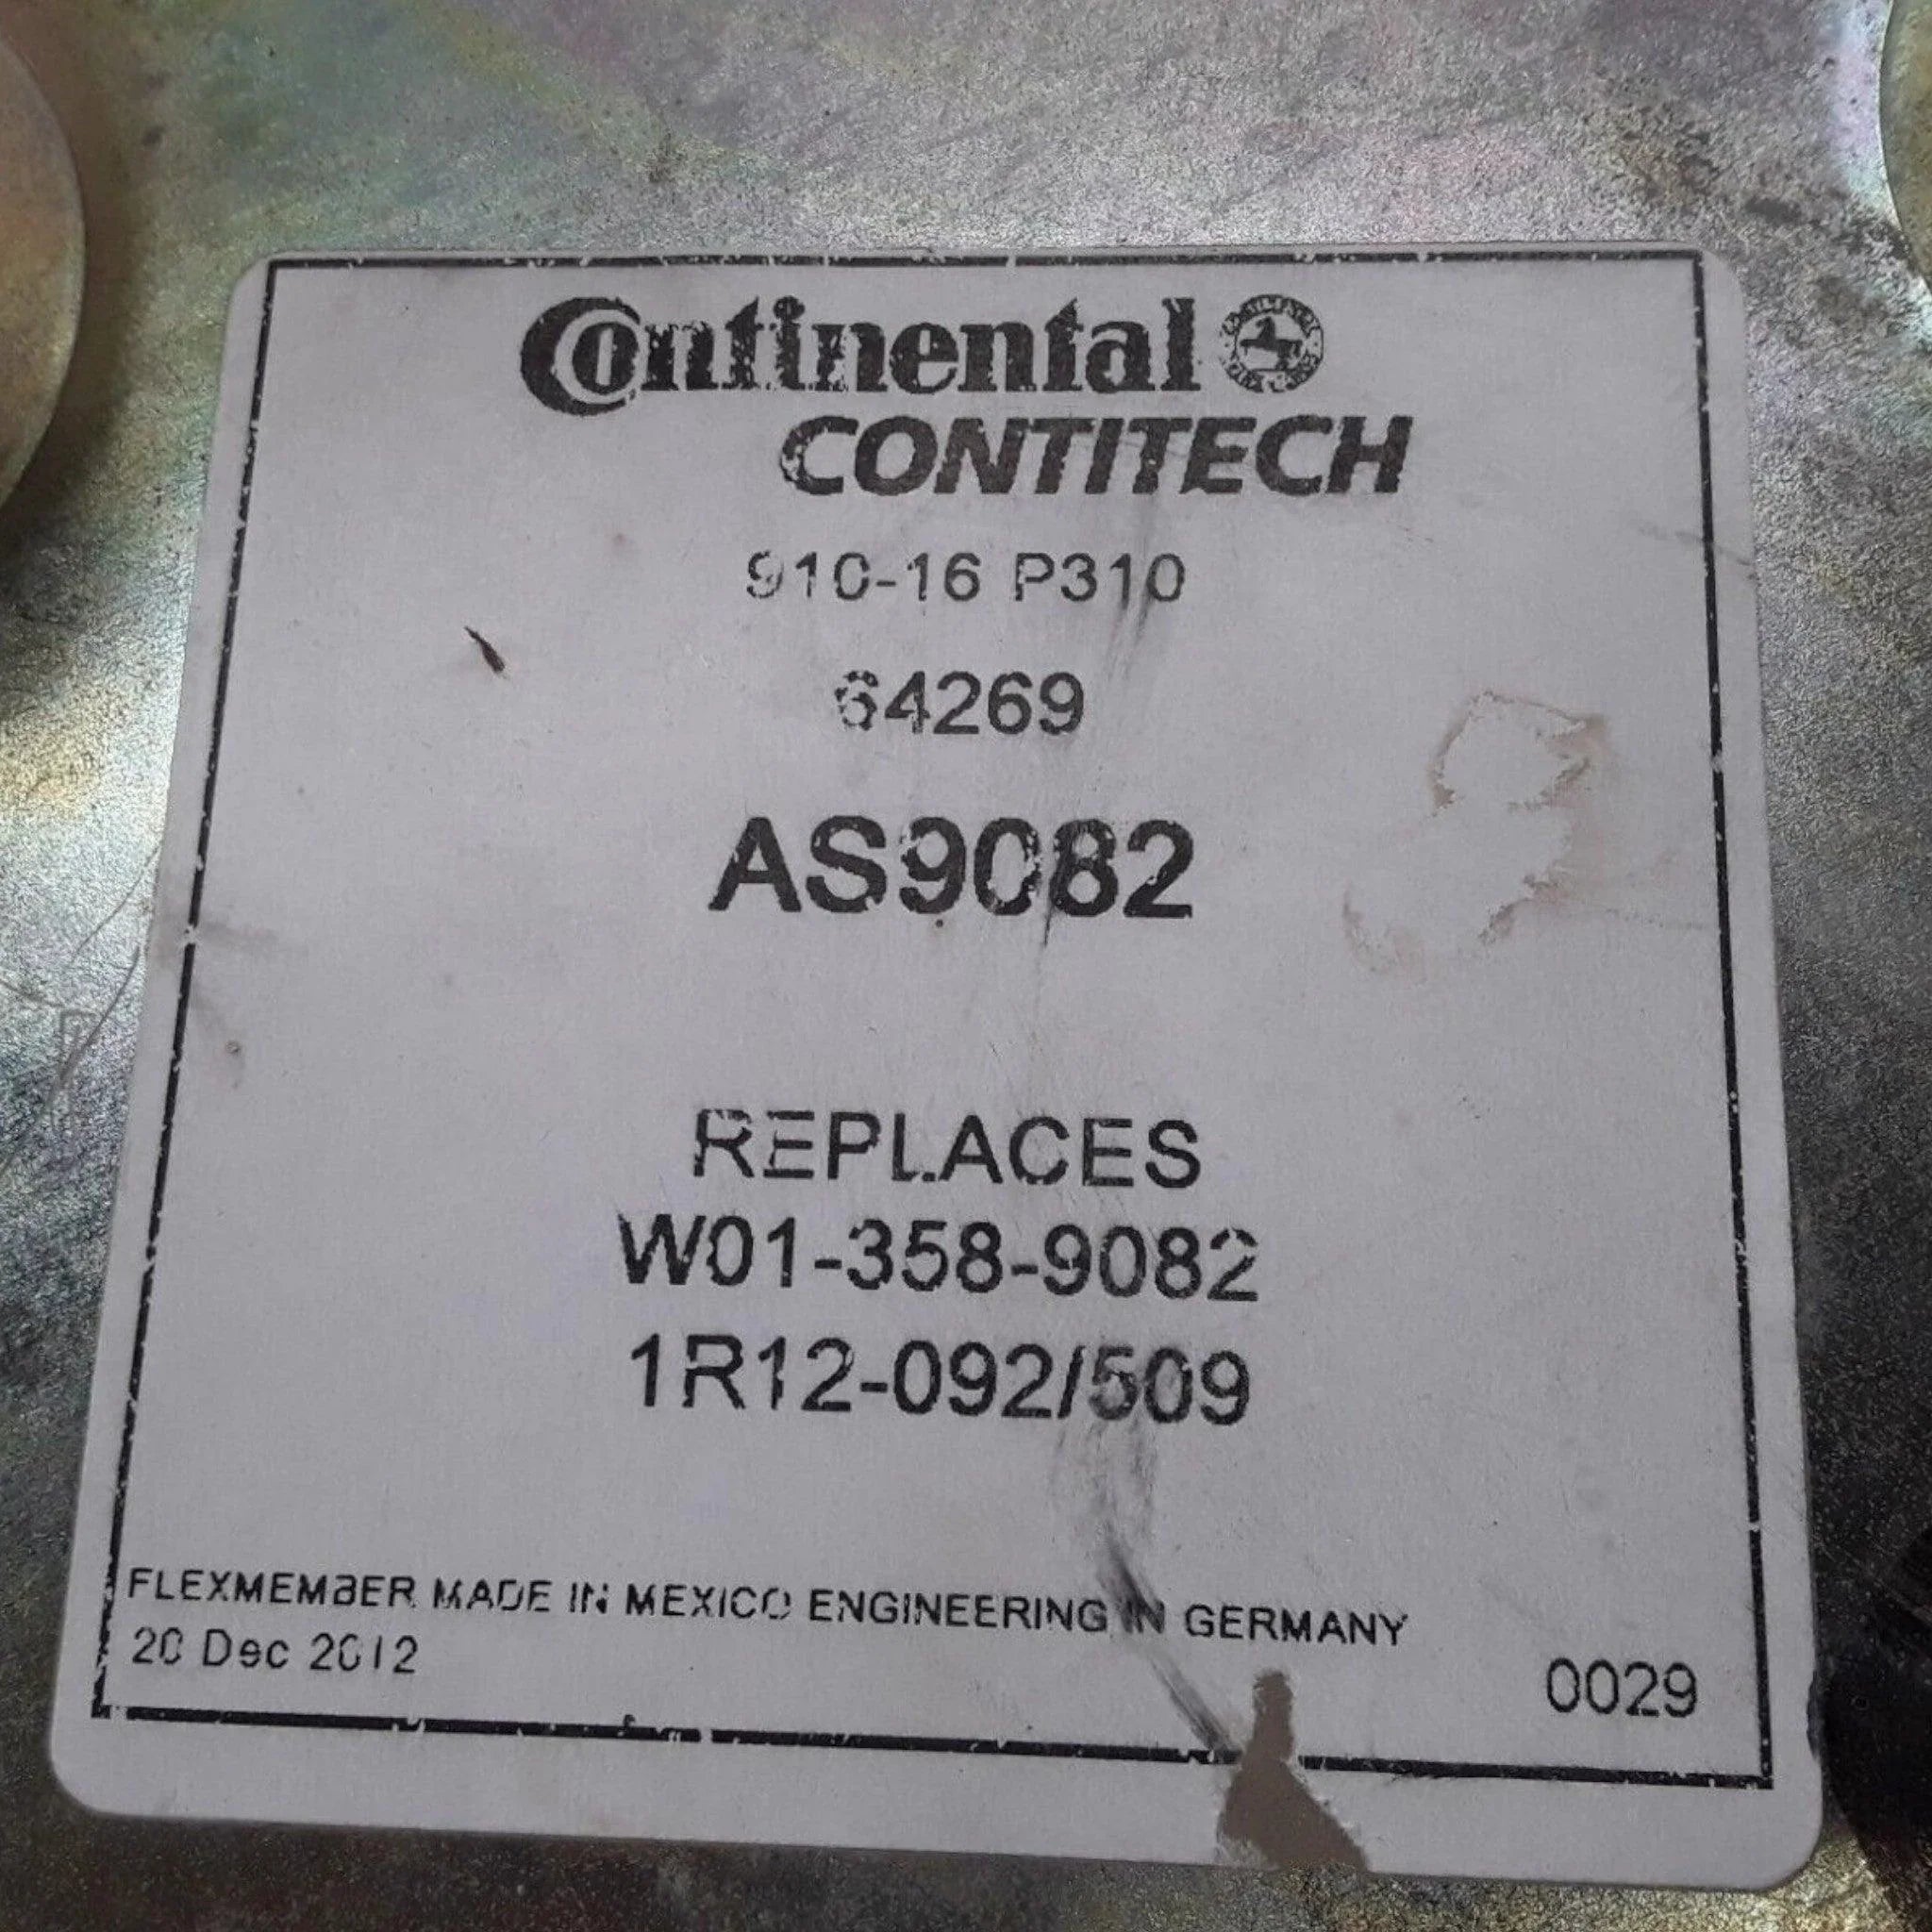 Continental
CONTITECH
910-16 P310
64269
AS9082
REPLACES
W01-358-9082
1R12-092/509
FLEXMEMBER MADE IN MEXICO ENGINEERING IN GERMANY
20 Dec 2012
0029